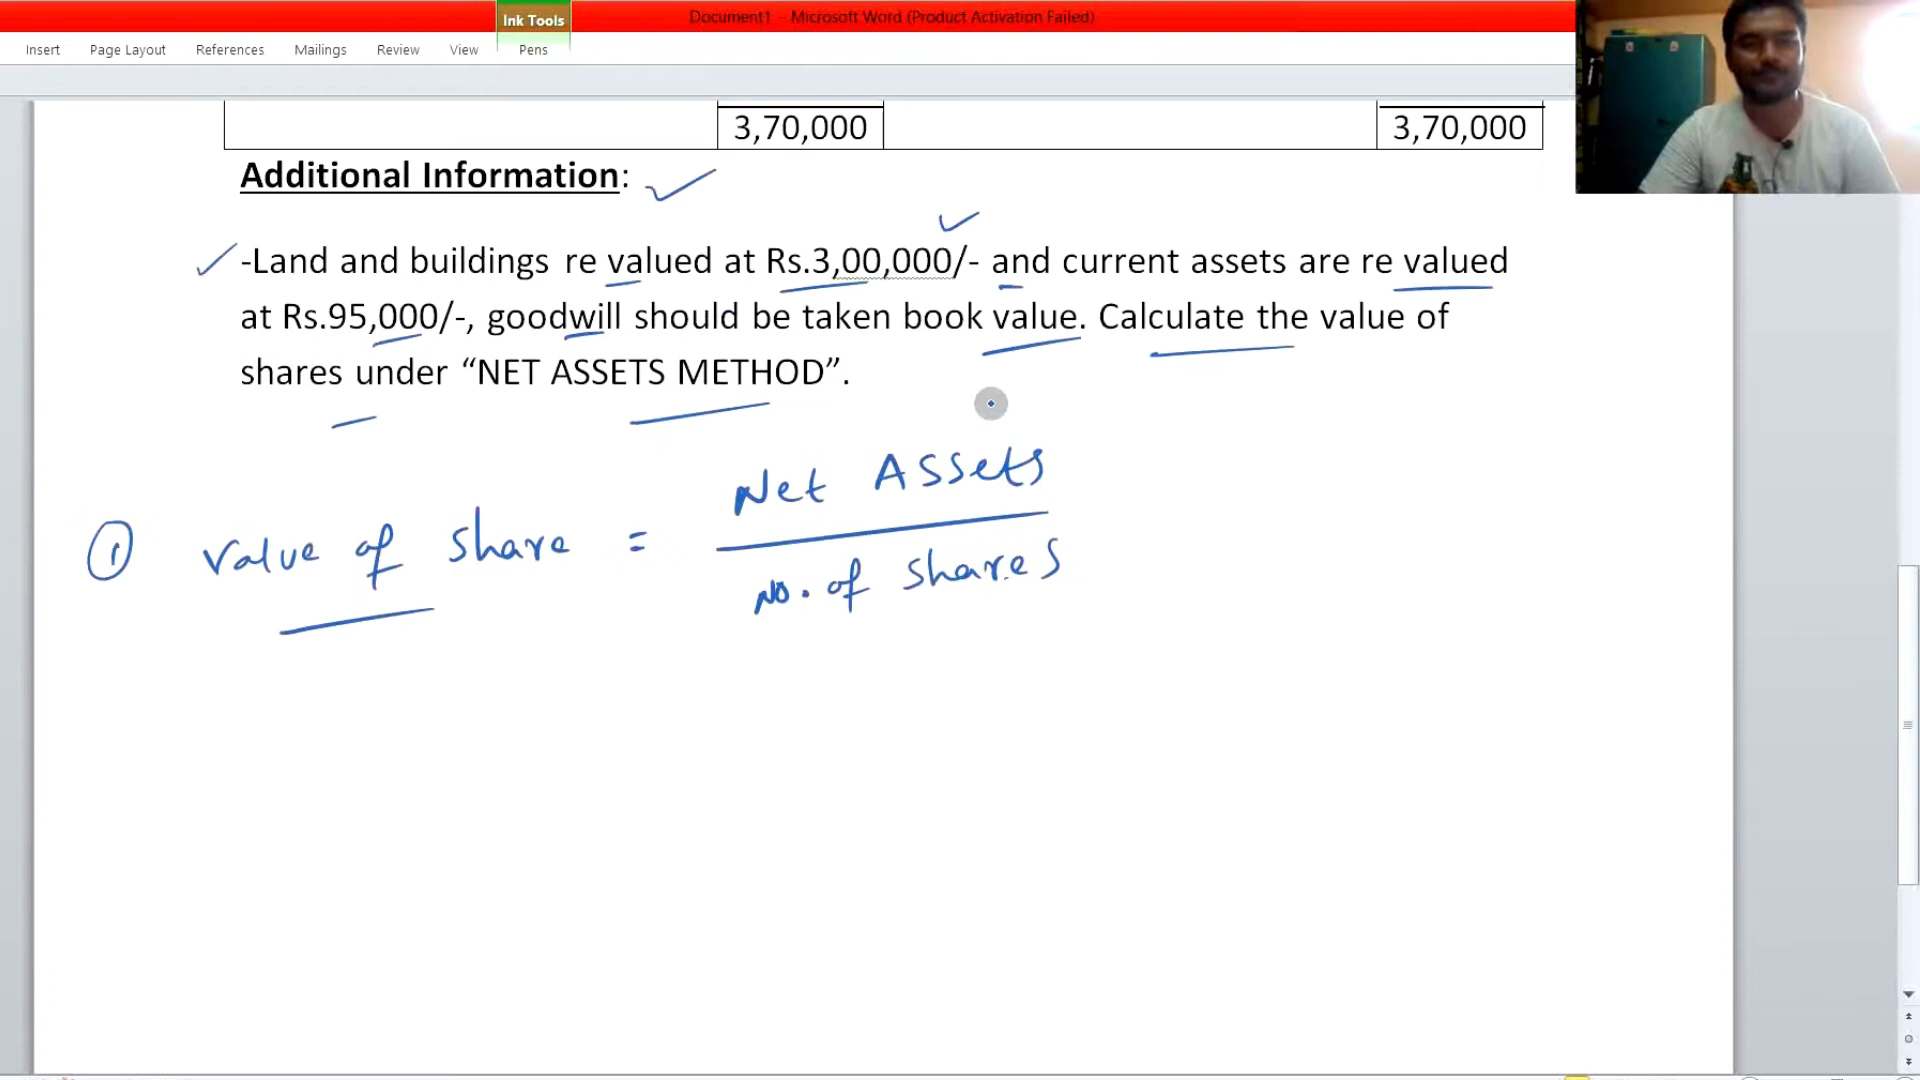 Ink Tools
Document1 - Microsoft Word (Product Activation Failed)
Insert Page Layout References Mailings Review View Pens
3,70,000 3,70,000
Additional Information:
-Land and buildings re valued at Rs.3,00,000/- and current assets are re valued
at Rs.95,000/-, goodwill should be taken book value. Calculate the value of
shares under “NET ASSETS METHOD”.
① Value of share = Net Assets
No. of shares